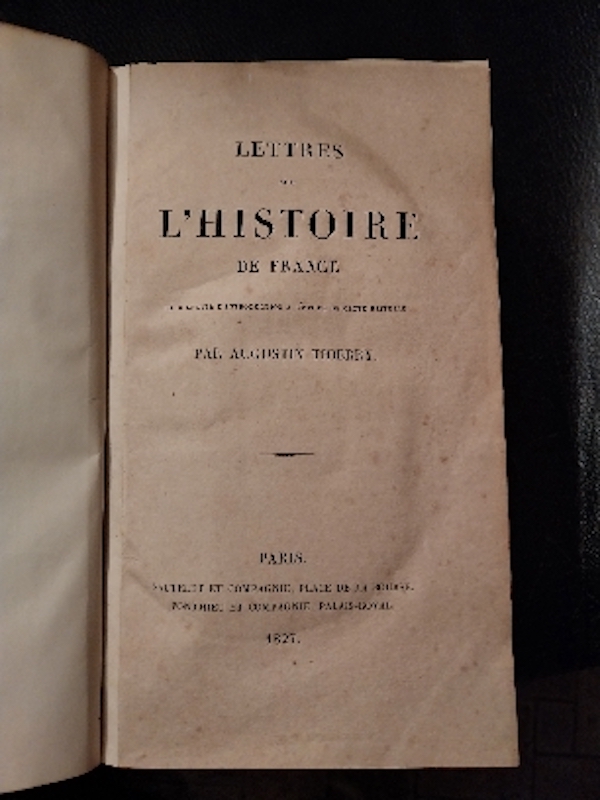 LETTRES
SUR
L'HISTOIRE
DE FRANCE
PAR AUGUSTIN THIERRY.
PARIS.
SAUTELET ET COMPAGNIE, PLACE DE LA BOURSE.
PONTHIEU ET COMPAGNIE, PALAIS-ROYAL.
1827.